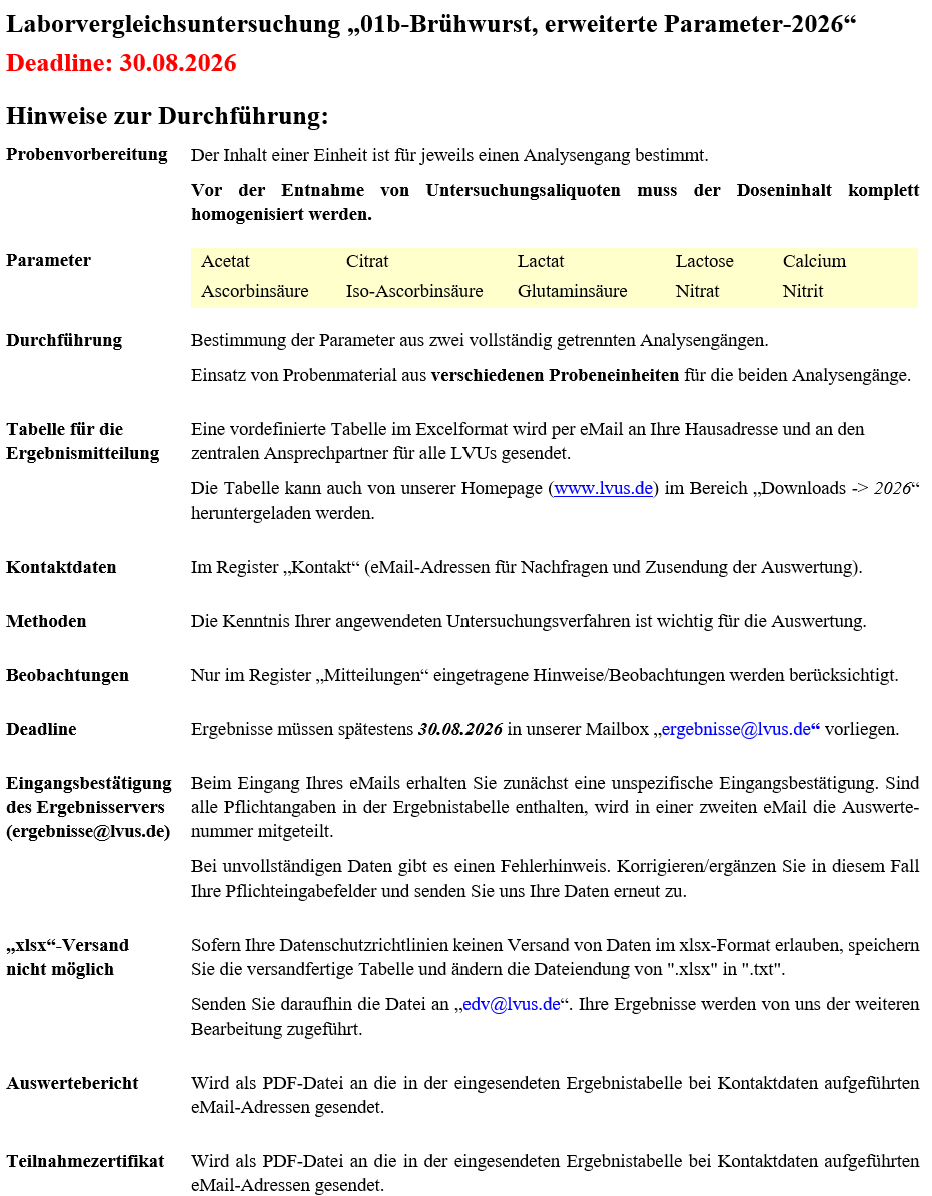 Laborvergleichsuntersuchung „01b-Brühwurst, erweiterte Parameter-2026“
Deadline: 30.08.2026
Hinweise zur Durchführung:
Probenvorbereitung Der Inhalt einer Einheit ist für jeweils einen Analysengang bestimmt.
Vor der Entnahme von Untersuchungsaliquoten muss der Doseninhalt komplett
homogenisiert werden.
Parameter Acetat Citrat Lactat Lactose Calcium
Ascorbinsäure Iso-Ascorbinsäure Glutaminsäure Nitrat Nitrit
Durchführung Bestimmung der Parameter aus zwei vollständig getrennten Analysengängen.
Einsatz von Probenmaterial aus verschiedenen Probeneinheiten für die beiden Analysengänge.
Tabelle für die Eine vordefinierte Tabelle im Excelformat wird per eMail an Ihre Hausadresse und an den
Ergebnismitteilung zentralen Ansprechpartner für alle LVUs gesendet.
Die Tabelle kann auch von unserer Homepage (www.lvus.de) im Bereich „Downloads -> 2026“
heruntergeladen werden.
Kontaktdaten Im Register „Kontakt“ (eMail-Adressen für Nachfragen und Zusendung der Auswertung).
Methoden Die Kenntnis Ihrer angewendeten Untersuchungsverfahren ist wichtig für die Auswertung.
Beobachtungen Nur im Register „Mitteilungen“ eingetragene Hinweise/Beobachtungen werden berücksichtigt.
Deadline Ergebnisse müssen spätestens 30.08.2026 in unserer Mailbox „ergebnisse@lvus.de“ vorliegen.
Eingangsbestätigung Beim Eingang Ihres eMails erhalten Sie zunächst eine unspezifische Eingangsbestätigung. Sind
des Ergebnisservers alle Pflichtangaben in der Ergebnistabelle enthalten, wird in einer zweiten eMail die Auswerte-
(ergebnisse@lvus.de) nummer mitgeteilt.
Bei unvollständigen Daten gibt es einen Fehlerhinweis. Korrigieren/ergänzen Sie in diesem Fall
Ihre Pflichteingabefelder und senden Sie uns Ihre Daten erneut zu.
„xlsx“-Versand Sofern Ihre Datenschutzrichtlinien keinen Versand von Daten im xlsx-Format erlauben, speichern
nicht möglich Sie die versandfertige Tabelle und ändern die Dateiendung von ".xlsx" in ".txt".
Senden Sie daraufhin die Datei an „edv@lvus.de“. Ihre Ergebnisse werden von uns der weiteren
Bearbeitung zugeführt.
Auswertebericht Wird als PDF-Datei an die in der eingesendeten Ergebnistabelle bei Kontaktdaten aufgeführten
eMail-Adressen gesendet.
Teilnahmezertifikat Wird als PDF-Datei an die in der eingesendeten Ergebnistabelle bei Kontaktdaten aufgeführten
eMail-Adressen gesendet.